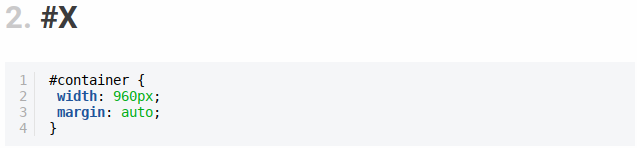 2. #X
1 #container {
2  width: 960px;
3  margin: auto;
4 }